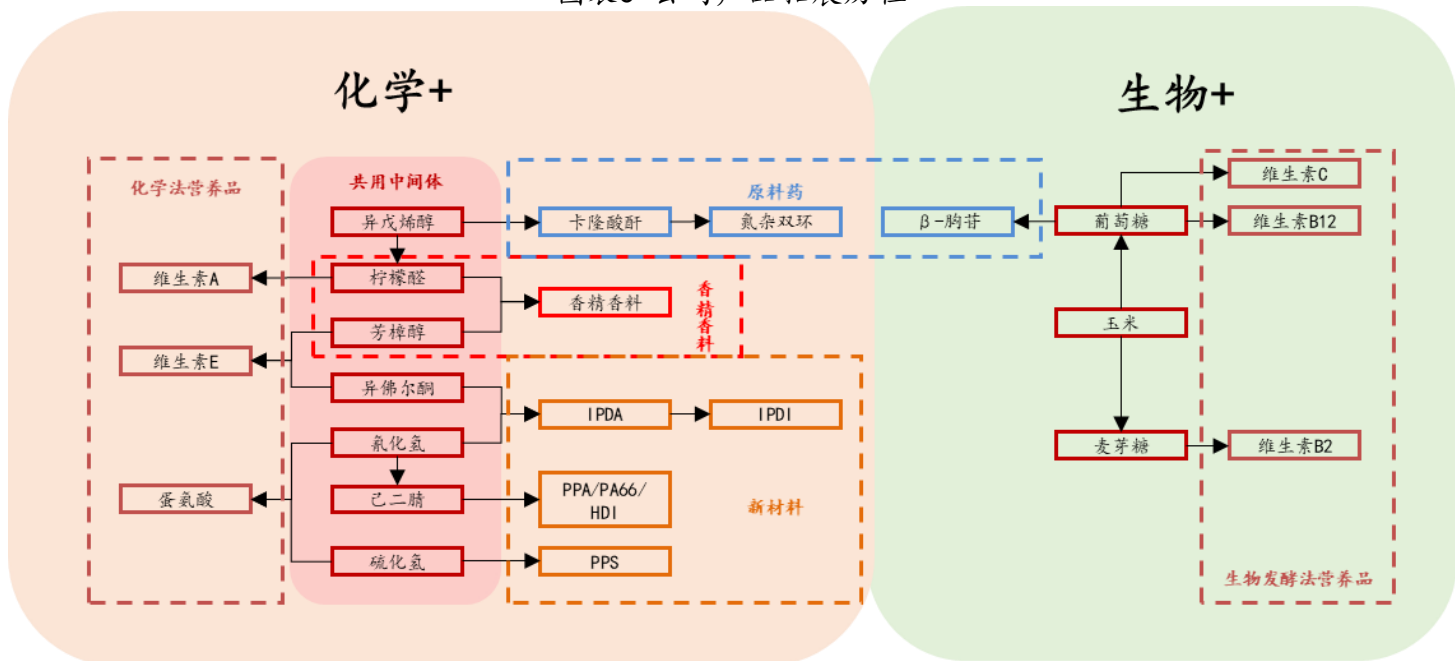 化学+
生物+
化学法营养品
共用中间体
原料药
维生素C
异戊烯醇
卡隆酸酐
氮杂双环
β-胸苷
葡萄糖
维生素B12
维生素A
柠檬醛
香精香料
香精香料
芳樟醇
玉米
维生素E
异佛尔酮
IPDA
IPDI
氰化氢
麦芽糖
维生素B2
蛋氨酸
己二腈
PPA/PA66/
HDI
新材料
硫化氢
PPS
生物发酵法营养品